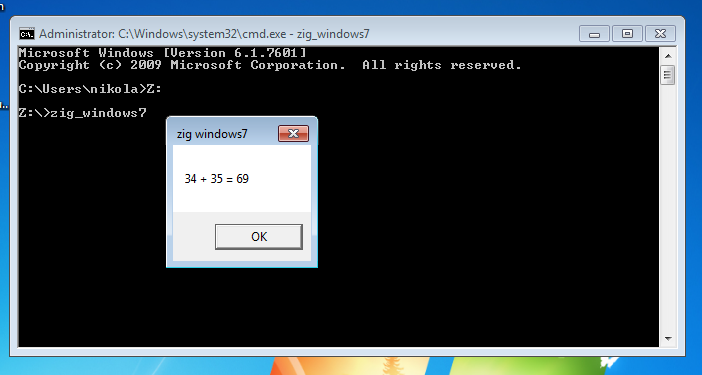 Administrator: C:\Windows\system32\cmd.exe - zig_windows7
Microsoft Windows [Version 6.1.7601]
Copyright (c) 2009 Microsoft Corporation.  All rights reserved.
C:\Users\nikola>Z:
Z:\>zig_windows7
zig windows7
34 + 35 = 69
OK